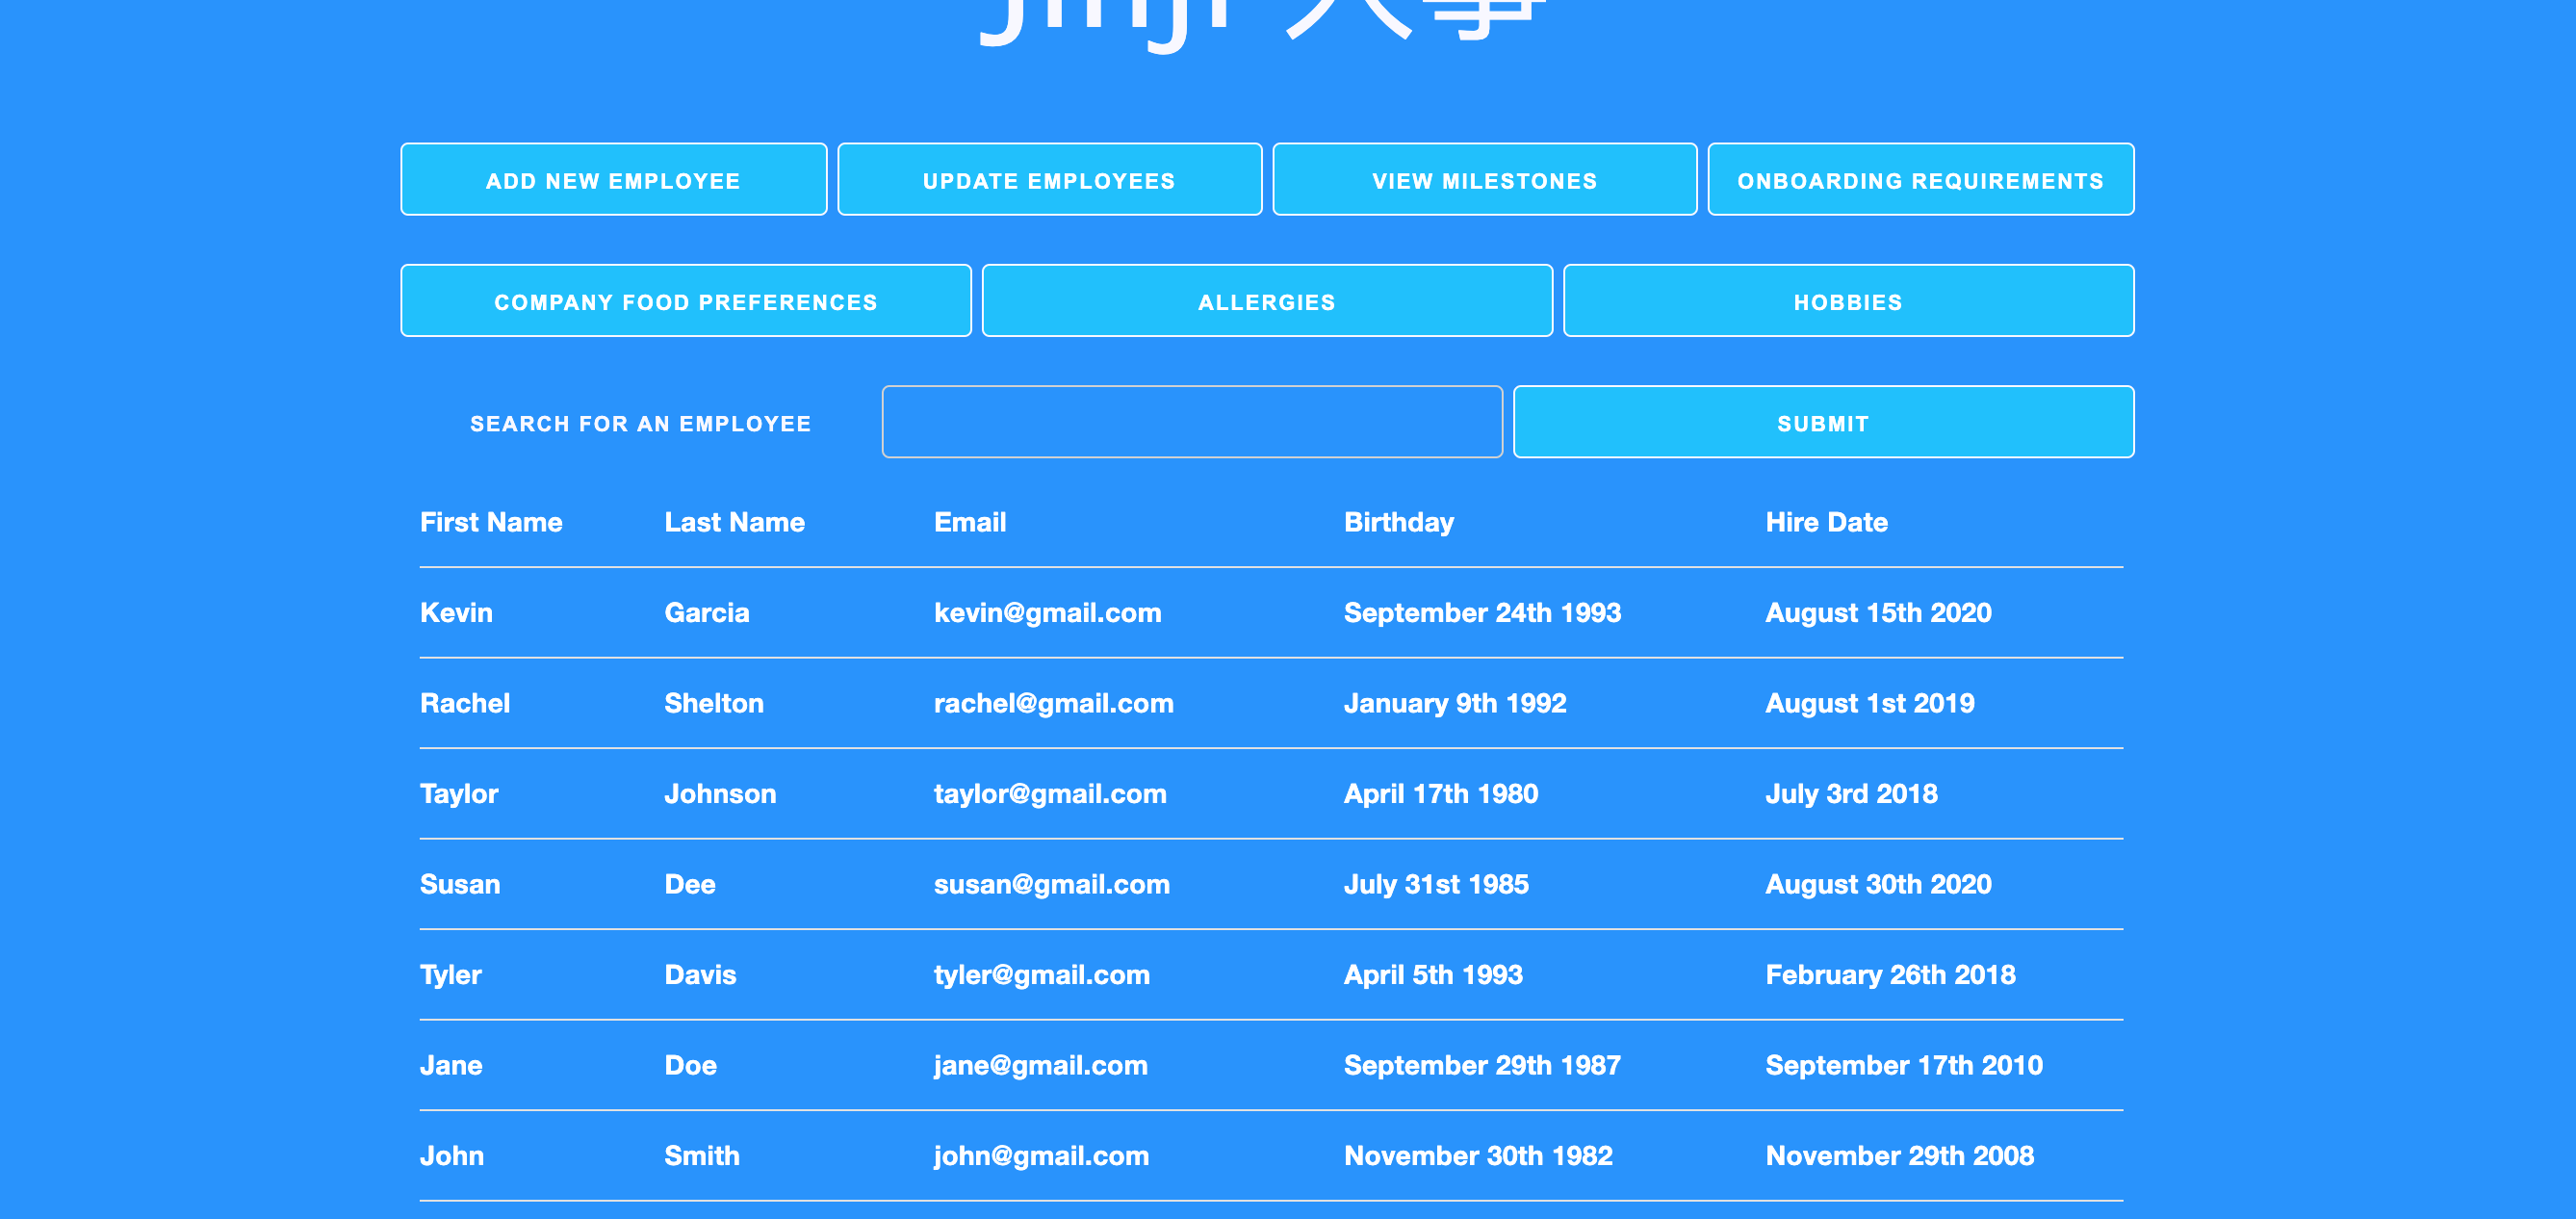 jinji 人事
ADD NEW EMPLOYEE UPDATE EMPLOYEES VIEW MILESTONES ONBOARDING REQUIREMENTS
COMPANY FOOD PREFERENCES ALLERGIES HOBBIES
SEARCH FOR AN EMPLOYEE SUBMIT
First Name Last Name Email Birthday Hire Date
Kevin Garcia kevin@gmail.com September 24th 1993 August 15th 2020
Rachel Shelton rachel@gmail.com January 9th 1992 August 1st 2019
Taylor Johnson taylor@gmail.com April 17th 1980 July 3rd 2018
Susan Dee susan@gmail.com July 31st 1985 August 30th 2020
Tyler Davis tyler@gmail.com April 5th 1993 February 26th 2018
Jane Doe jane@gmail.com September 29th 1987 September 17th 2010
John Smith john@gmail.com November 30th 1982 November 29th 2008